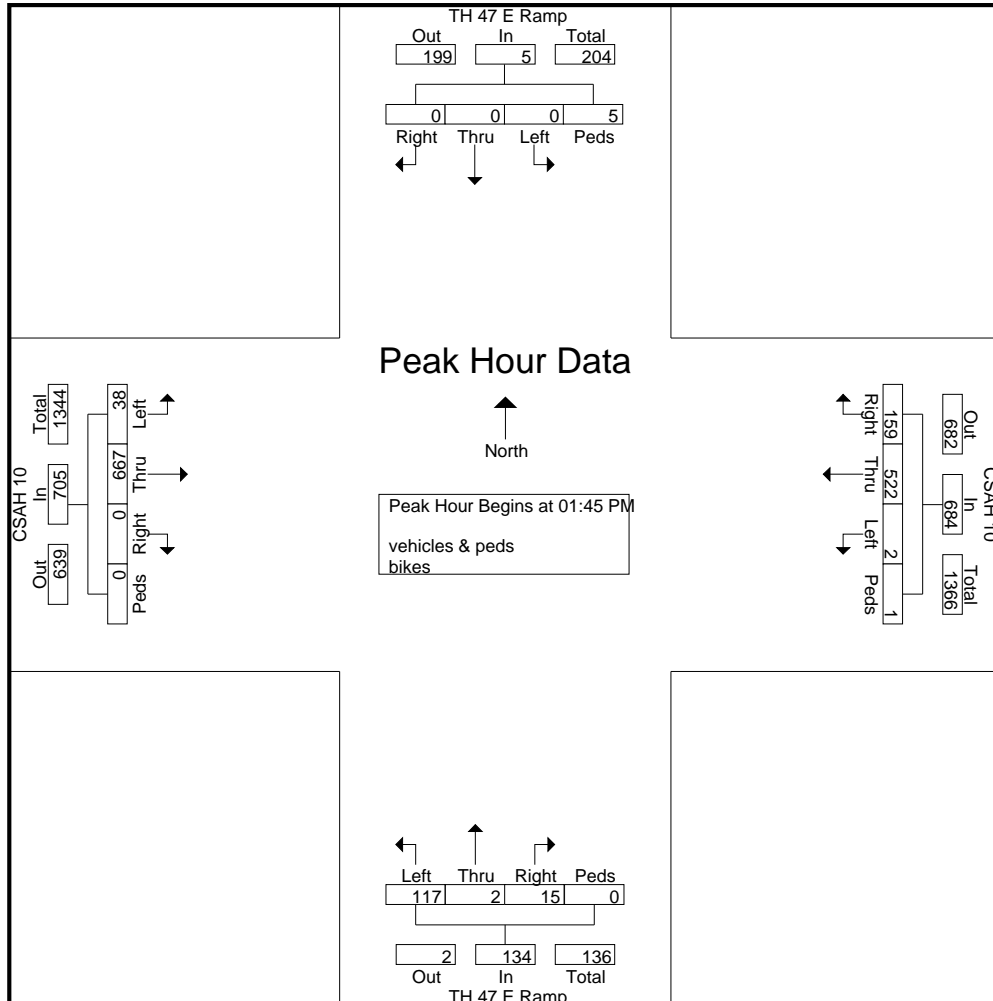 TH 47 E Ramp
Out In Total
199 5 204
0 0 0 5
Right Thru Left Peds
Peak Hour Data
North
Peak Hour Begins at 01:45 PM
vehicles & peds
bikes
CSAH 10
Total In Out
1344 705 639
38 667 0 0
Left Thru Right Peds
Right Thru Left Peds
159 522 2 1
682 684 1366
Out In Total
CSAH 10
Left Thru Right Peds
117 2 15 0
2 134 136
Out In Total
TH 47 E Ramp